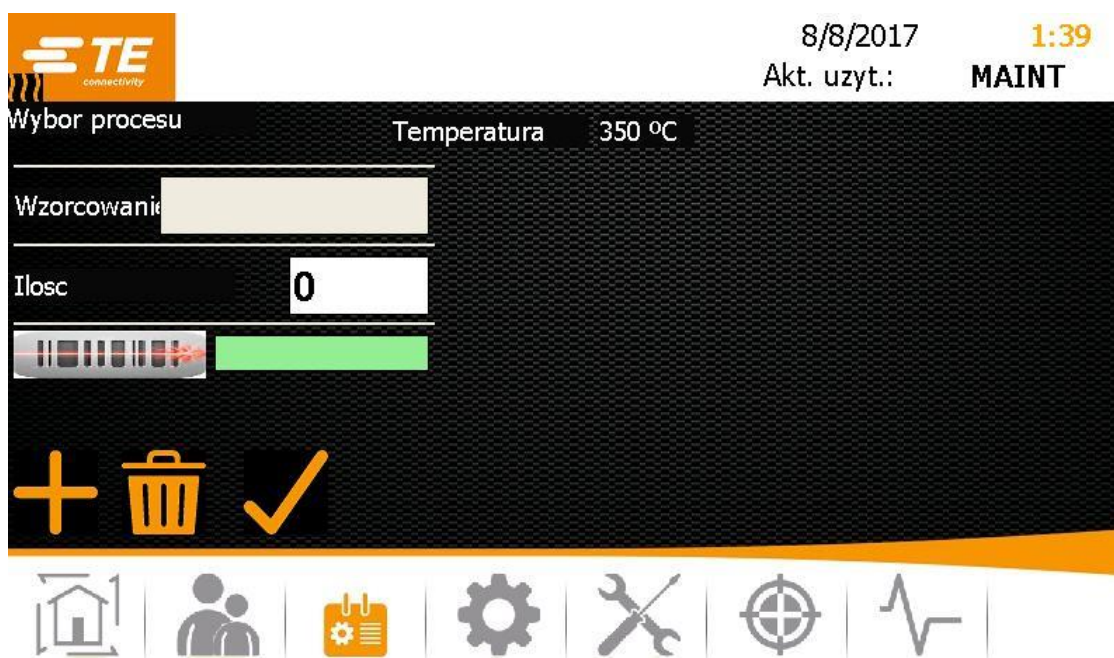 TE
connectivity
8/8/2017 1:39
Akt. uzyt.: MAINT
Wybor procesu
Temperatura 350 ºC
Wzorcowanie
Ilosc 0